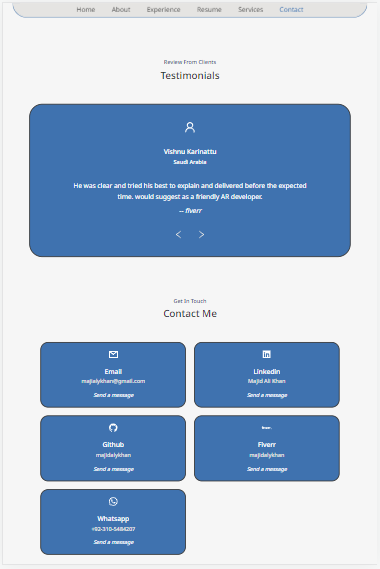 Home About Experience Resume Services Contact
Review From Clients
Testimonials
Vishnu Karinattu
Saudi Arabia
He was clear and tried his best to explain and delivered before the expected
time. would suggest as a friendly AR developer.
-- fiverr
Get In Touch
Contact Me
Email
majidalykhan@gmail.com
Send a message
LinkedIn
Majid Ali Khan
Send a message
Github
majidalykhan
Send a message
Fiverr
majidalykhan
Send a message
Whatsapp
+92-310-5484207
Send a message